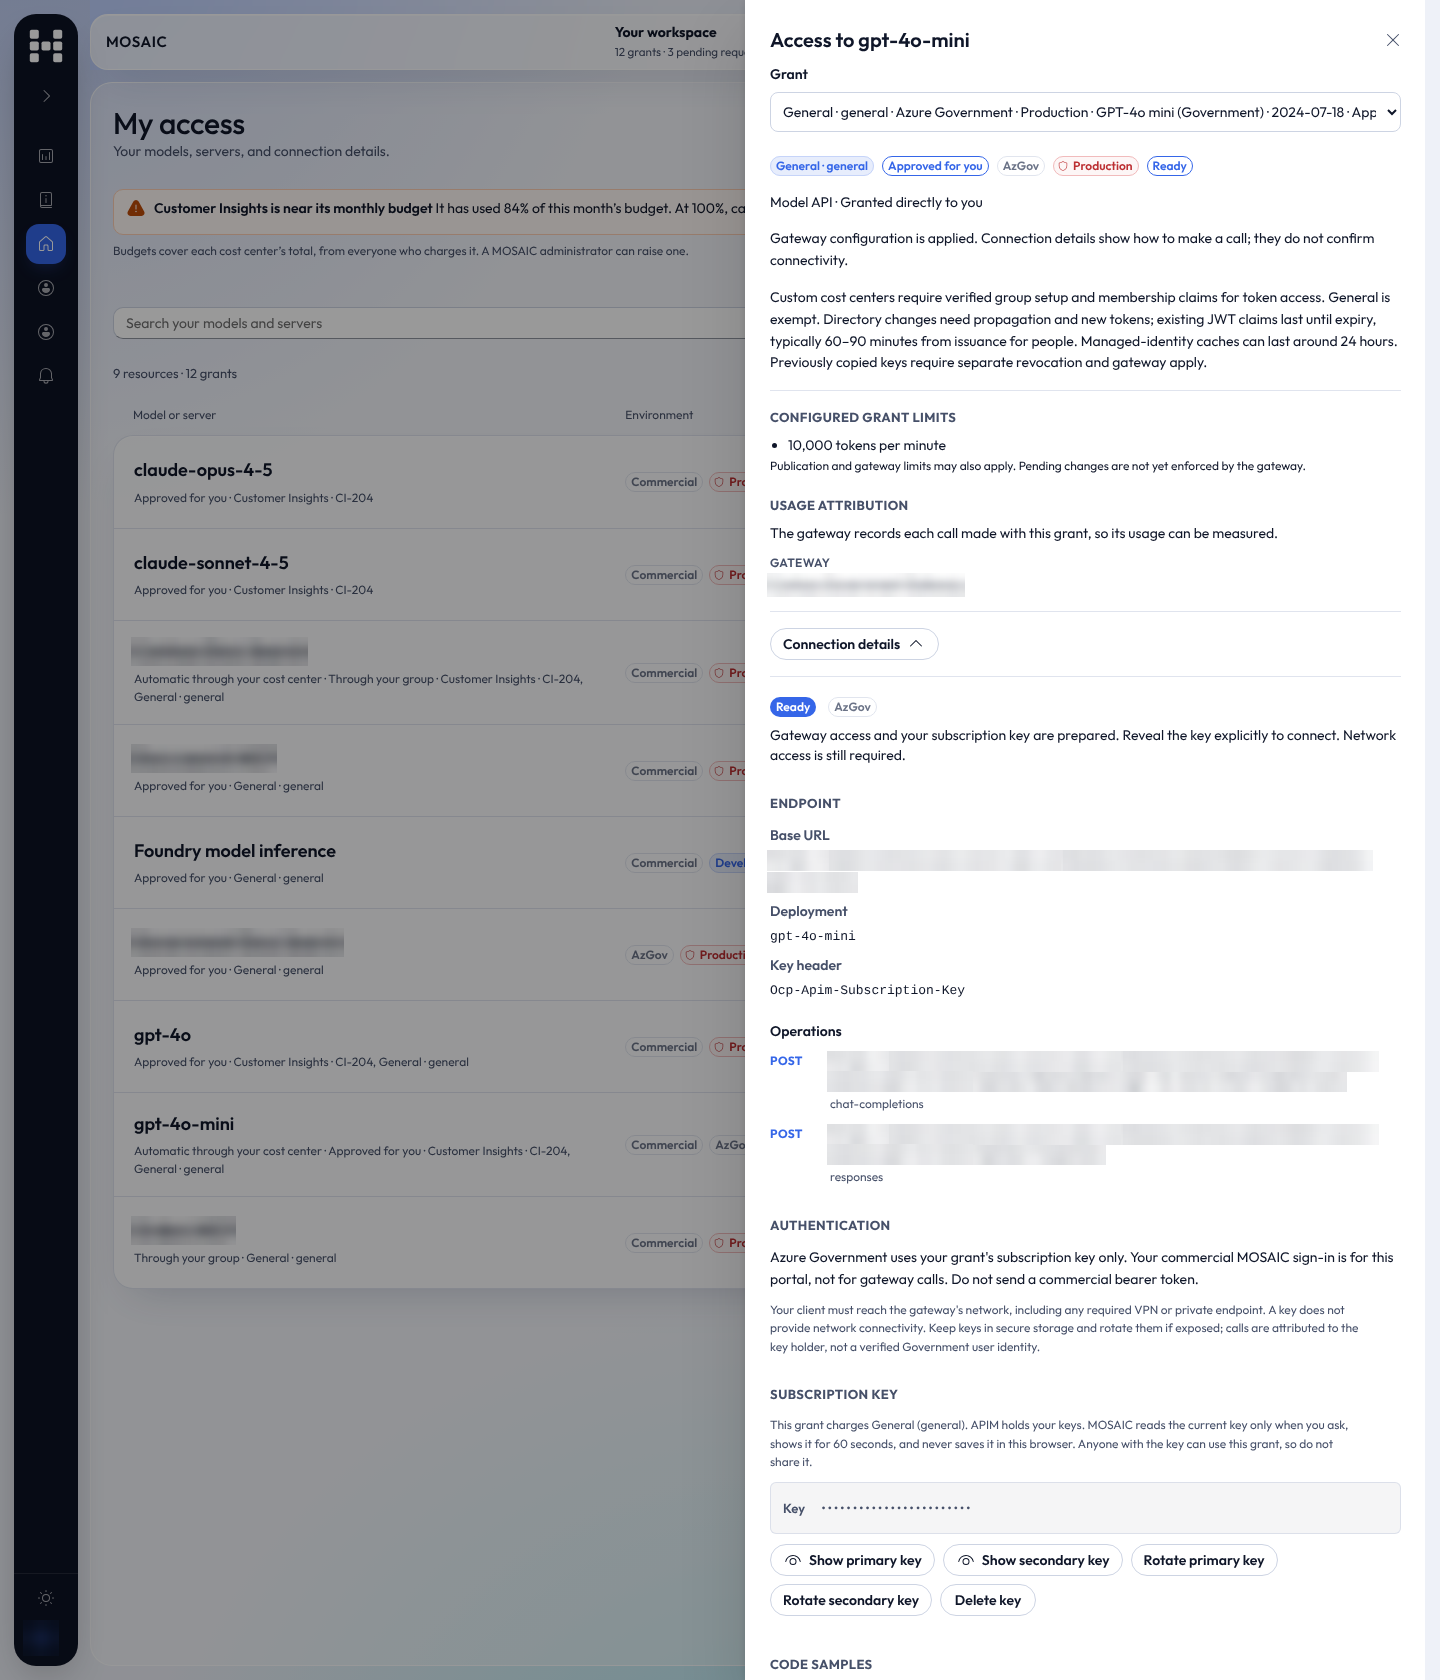 MOSAIC
Your workspace
12 grants · 3 pending
My access
Your models, servers, and connection details.
Customer Insights is near its monthly budget It has used 84% of this month's budget. At 100%,
Budgets cover each cost center's total, from everyone who charges it. A MOSAIC administrator can raise one.
Search your models and servers
9 resources · 12 grants
Model or server
Environment
claude-opus-4-5
Approved for you · Customer Insights · CI-204
Commercial
claude-sonnet-4-5
Approved for you · Customer Insights · CI-204
Commercial
Automatic through your cost center · Through your group · Customer Insights · CI-204,
General · general
Commercial
Approved for you · General · general
Commercial
Foundry model inference
Approved for you · General · general
Commercial
Approved for you · General · general
AzGov
gpt-4o
Approved for you · Customer Insights · CI-204, General · general
Commercial
gpt-4o-mini
Automatic through your cost center · Approved for you · Customer Insights · CI-204,
General · general
Commercial
Through your group · General · general
Commercial
Access to gpt-4o-mini
Grant
General · general · Azure Government · Production · GPT-4o mini (Government) · 2024-07-18 · App
General · general
Approved for you
AzGov
Production
Ready
Model API · Granted directly to you
Gateway configuration is applied. Connection details show how to make a call; they do not confirm
connectivity.
Custom cost centers require verified group setup and membership claims for token access. General is
exempt. Directory changes need propagation and new tokens; existing JWT claims last until expiry,
typically 60–90 minutes from issuance for people. Managed-identity caches can last around 24 hours.
Previously copied keys require separate revocation and gateway apply.
CONFIGURED GRANT LIMITS
• 10,000 tokens per minute
Publication and gateway limits may also apply. Pending changes are not yet enforced by the gateway.
USAGE ATTRIBUTION
The gateway records each call made with this grant, so its usage can be measured.
GATEWAY
Connection details
Ready
AzGov
Gateway access and your subscription key are prepared. Reveal the key explicitly to connect. Network
access is still required.
ENDPOINT
Base URL
Deployment
gpt-4o-mini
Key header
Ocp-Apim-Subscription-Key
Operations
POST
chat-completions
POST
responses
AUTHENTICATION
Azure Government uses your grant's subscription key only. Your commercial MOSAIC sign-in is for this
portal, not for gateway calls. Do not send a commercial bearer token.
Your client must reach the gateway's network, including any required VPN or private endpoint. A key does not
provide network connectivity. Keep keys in secure storage and rotate them if exposed; calls are attributed to the
key holder, not a verified Government user identity.
SUBSCRIPTION KEY
This grant charges General (general). APIM holds your keys. MOSAIC reads the current key only when you ask,
shows it for 60 seconds, and never saves it in this browser. Anyone with the key can use this grant, so do not
share it.
Key ························
Show primary key
Show secondary key
Rotate primary key
Rotate secondary key
Delete key
CODE SAMPLES